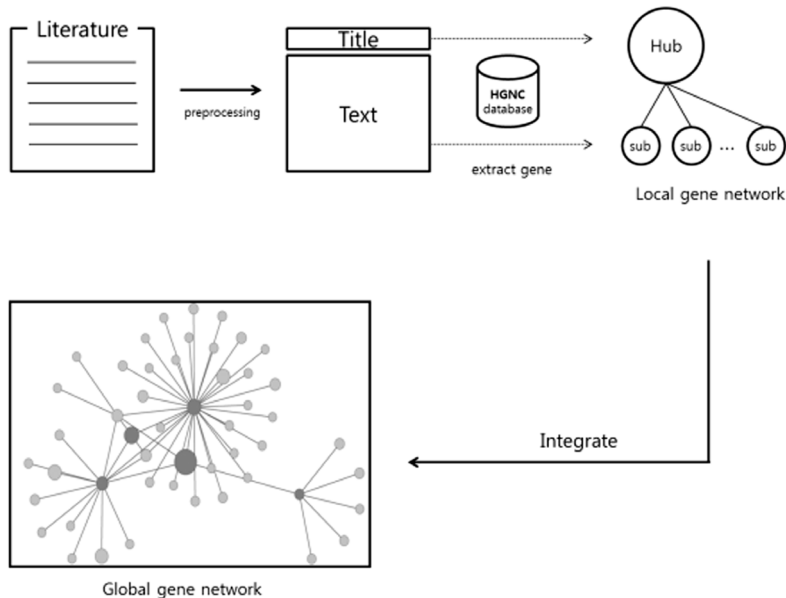 Literature
preprocessing
Title
Text
HGNC
database
extract gene
Hub
sub
sub
...
sub
Local gene network
Integrate
Global gene network